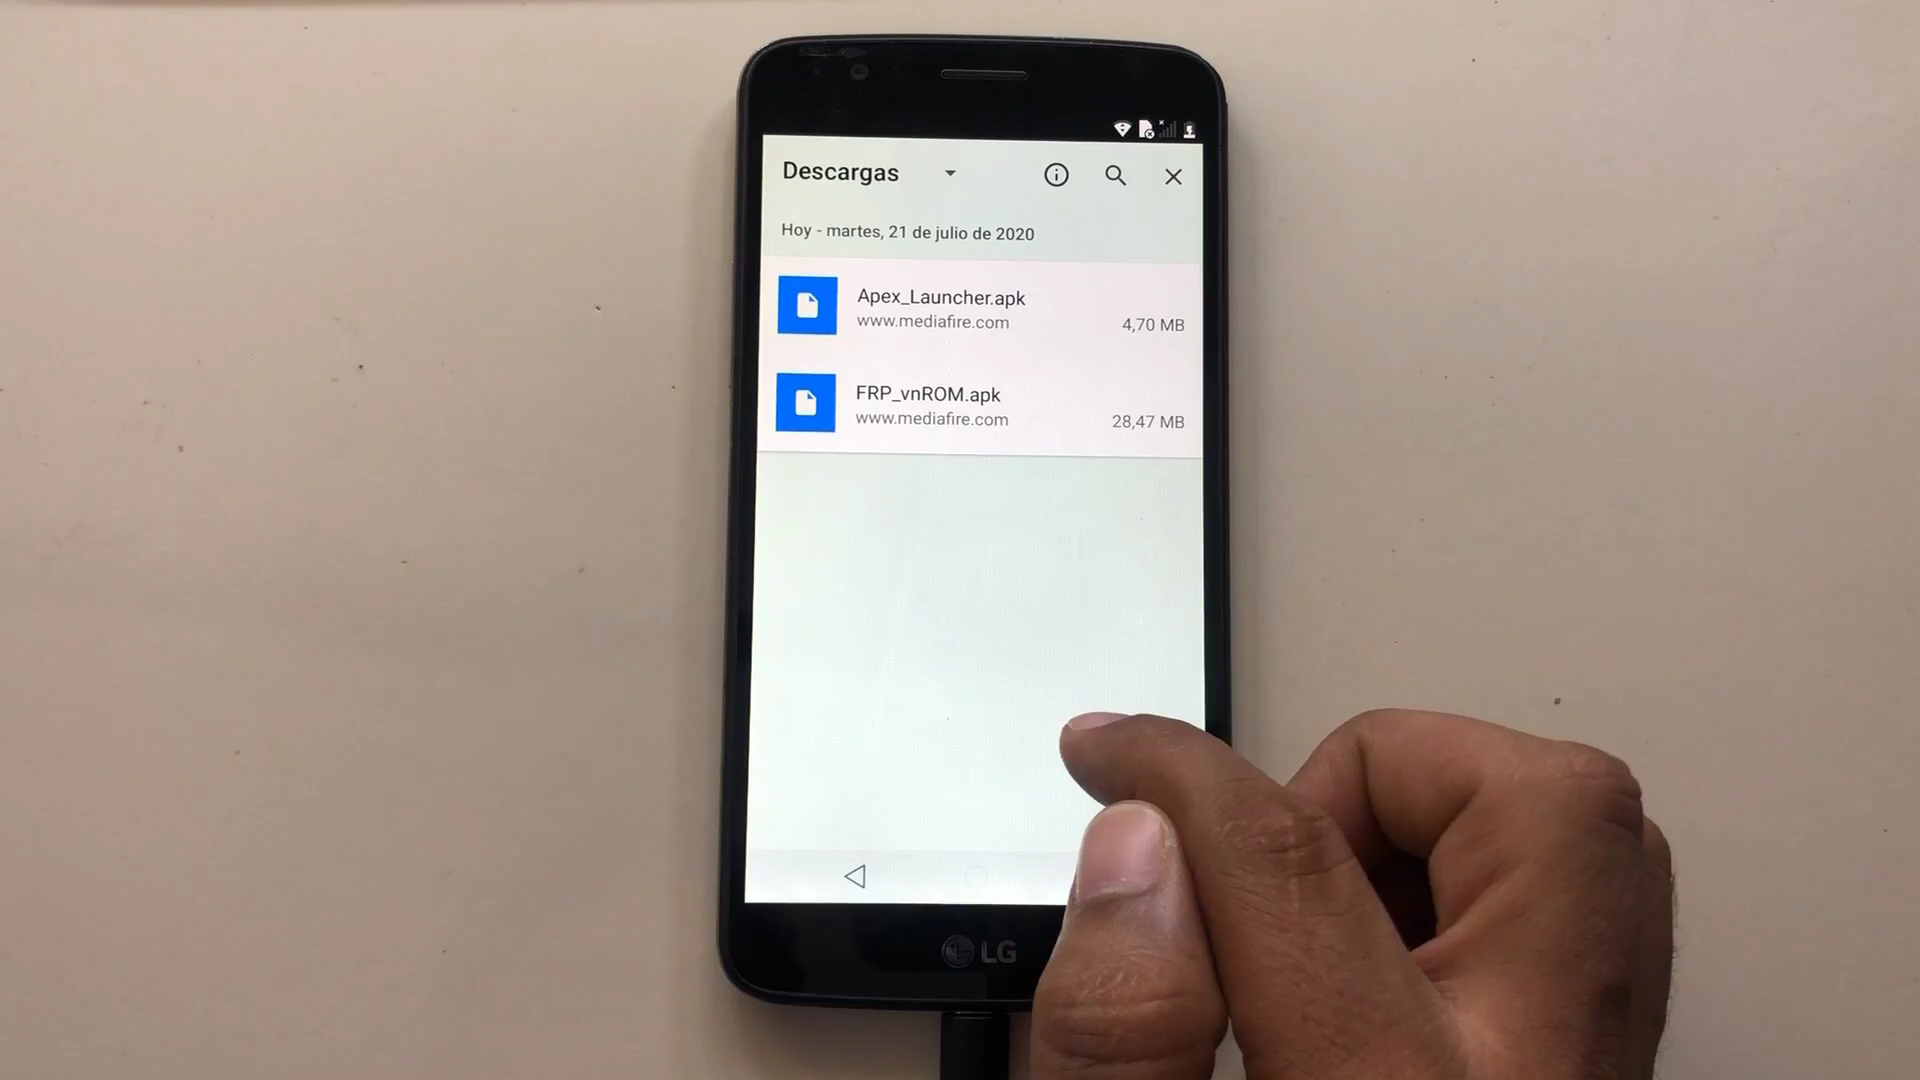 Descargas
Hoy - martes, 21 de julio de 2020
Apex_Launcher.apk
www.mediafire.com
4,70 MB
FRP_vnROM.apk
www.mediafire.com
28,47 MB
LG